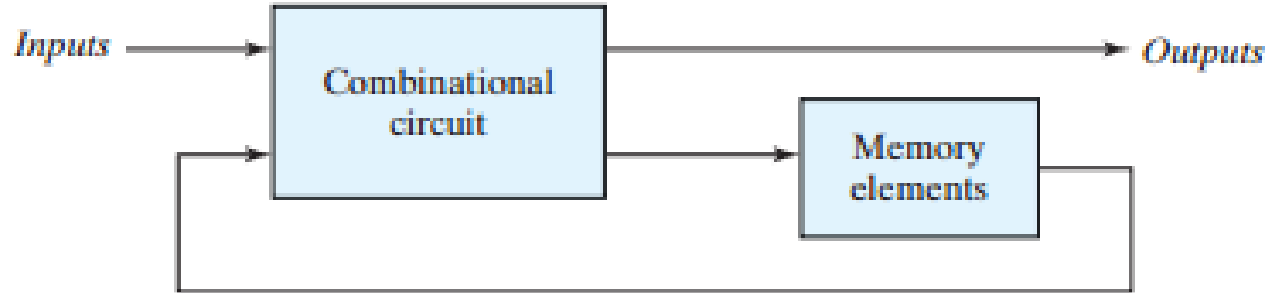 Inputs
Combinational
circuit
Outputs
Memory
elements